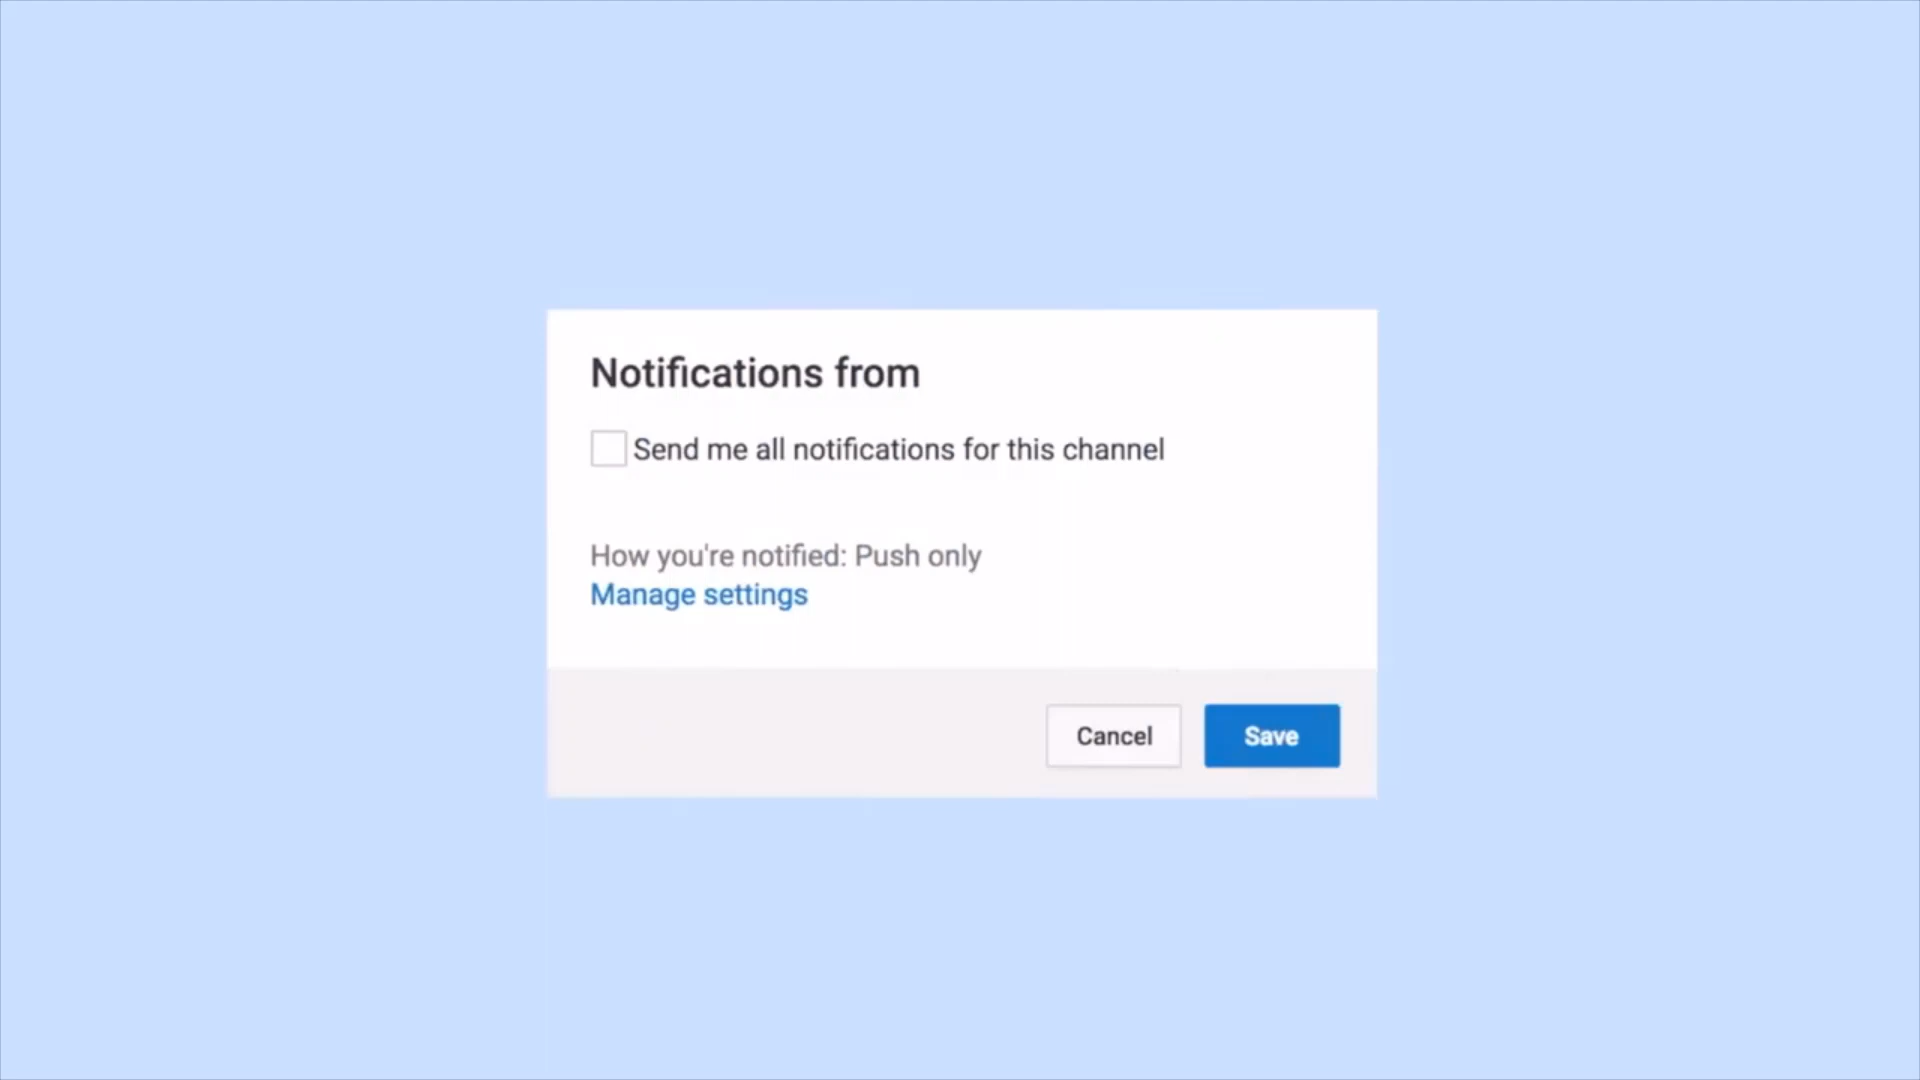 Notifications from
Send me all notifications for this channel
How you're notified: Push only
Manage settings
Cancel Save